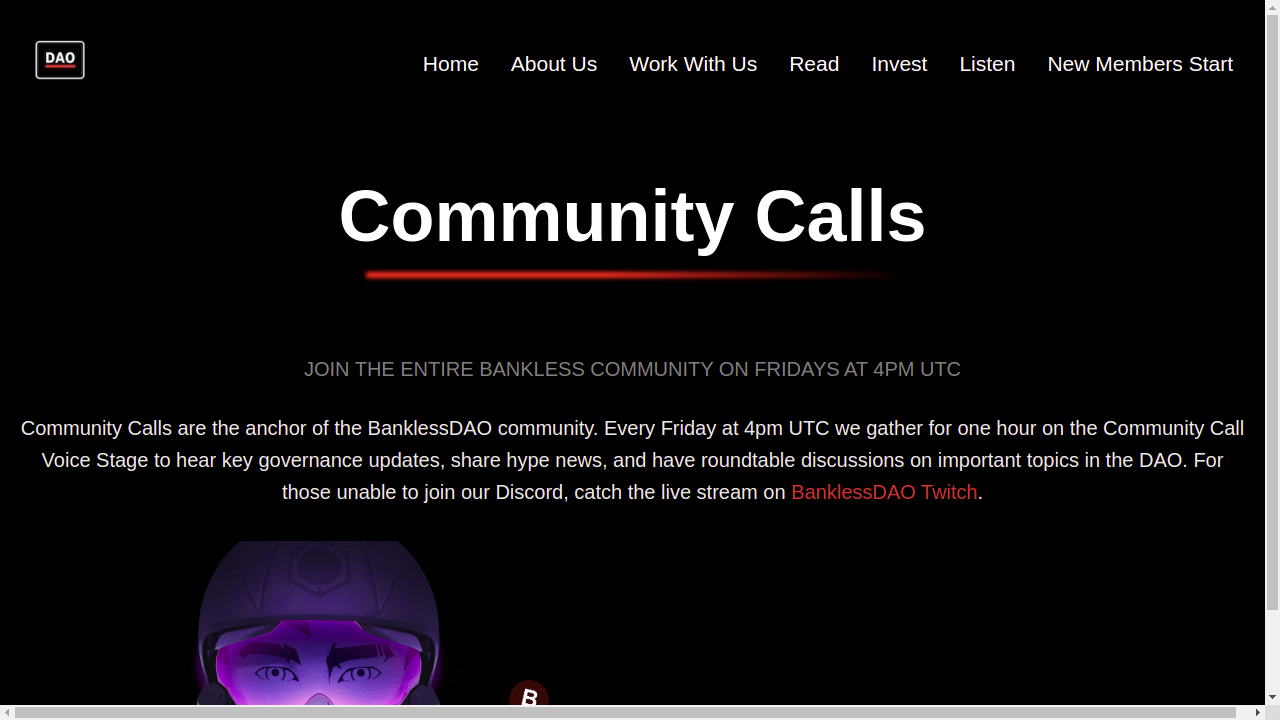 DAO
Home About Us Work With Us Read Invest Listen New Members Start
Community Calls
JOIN THE ENTIRE BANKLESS COMMUNITY ON FRIDAYS AT 4PM UTC
Community Calls are the anchor of the BanklessDAO community. Every Friday at 4pm UTC we gather for one hour on the Community Call
Voice Stage to hear key governance updates, share hype news, and have roundtable discussions on important topics in the DAO. For
those unable to join our Discord, catch the live stream on BanklessDAO Twitch.
B